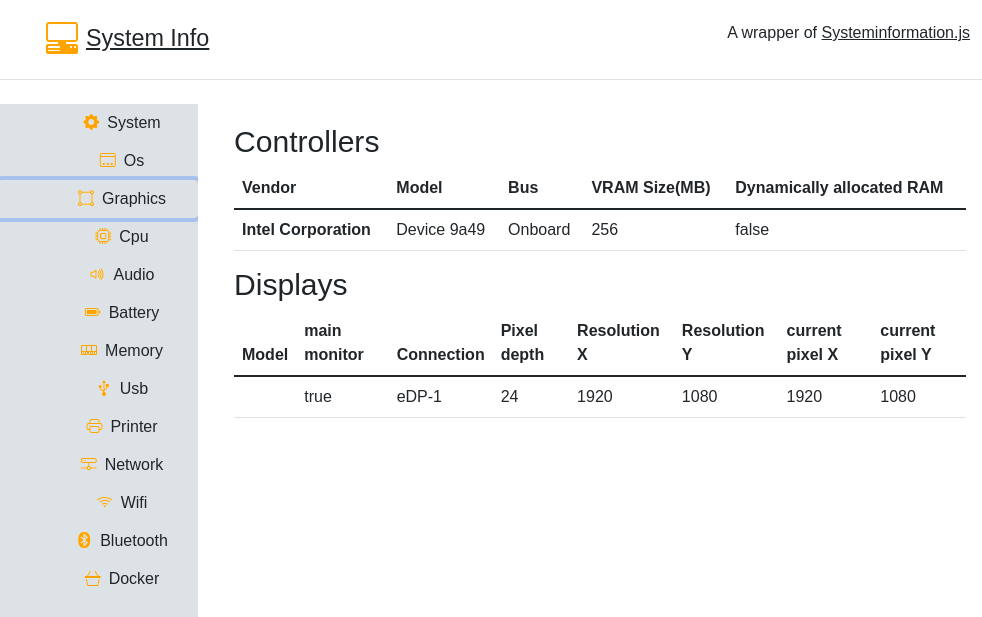 System Info
A wrapper of Systeminformation.js
System
Os
Graphics
Cpu
Audio
Battery
Memory
Usb
Printer
Network
Wifi
Bluetooth
Docker
Controllers
Vendor Model Bus VRAM Size(MB) Dynamically allocated RAM
Intel Corporation Device 9a49 Onboard 256 false
Displays
main Pixel Resolution Resolution current current
Model monitor Connection depth X Y pixel X pixel Y
true eDP-1 24 1920 1080 1920 1080